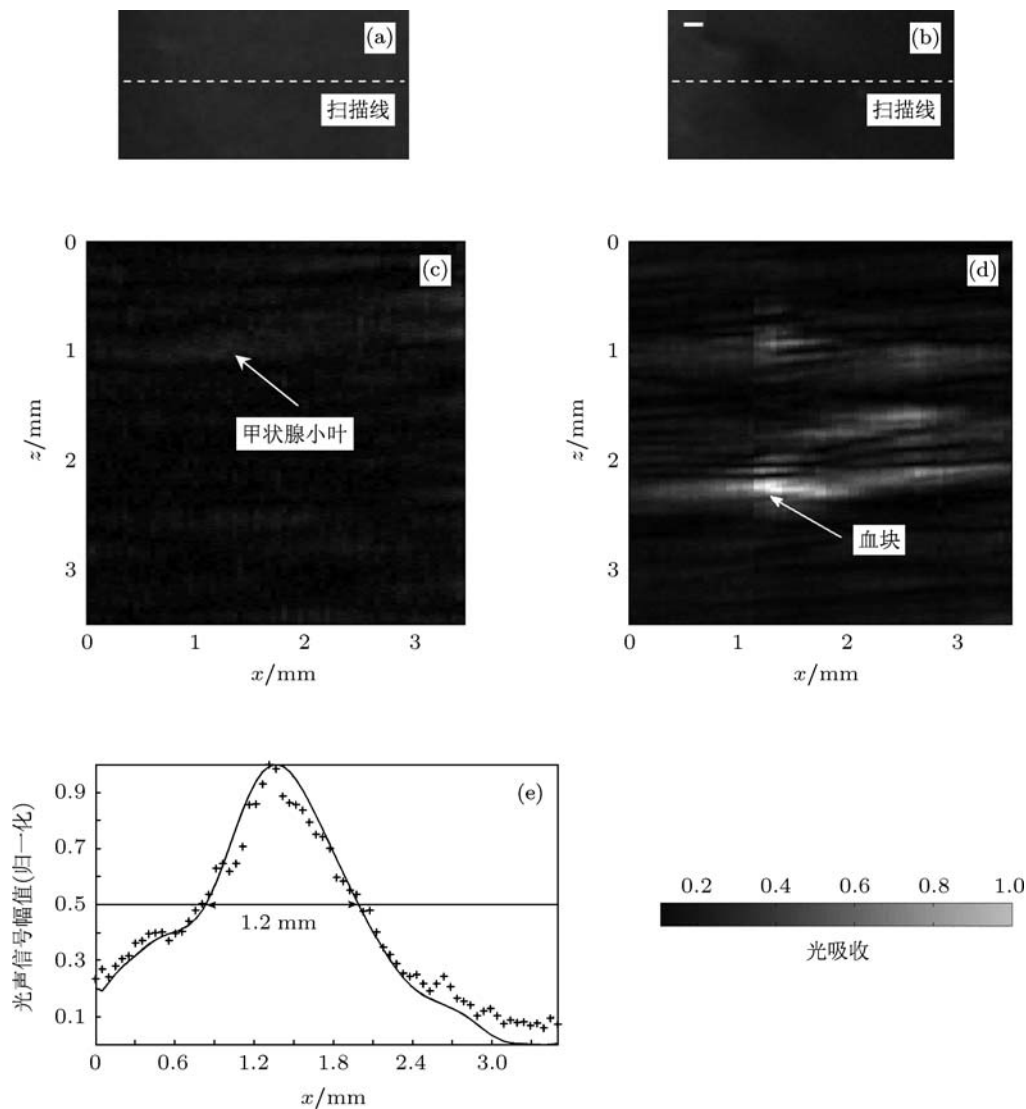 (a)
扫描线
(b)
扫描线
0
1
2
3
z/mm
(c)
甲状腺小叶
0
1
2
3
x/mm
0
1
2
3
z/mm
(d)
血块
0
1
2
3
x/mm
0.9
0.7
0.5
0.3
0.1
光声信号幅值(归一化)
(e)
1.2 mm
0
0.6
1.2
1.8
2.4
3.0
x/mm
0.2
0.4
0.6
0.8
1.0
光吸收